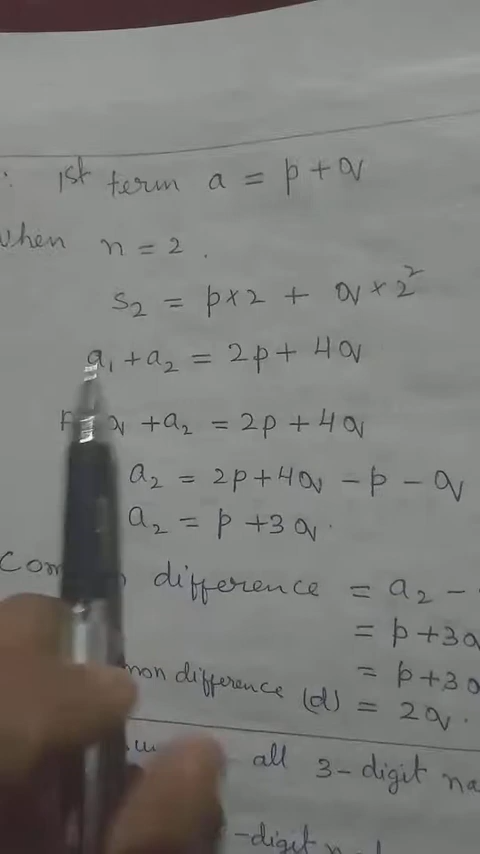 : 1st term a = p + q
when n = 2 .
S₂ = p×2 + q×2²
a₁ + a₂ = 2p + 4q
q + a₂ = 2p + 4q
a₂ = 2p + 4q - p - q
a₂ = p + 3q .
difference = a₂ -
= p + 3q
= p + 3q
difference (d) = 2q .
all 3-digit
-digit